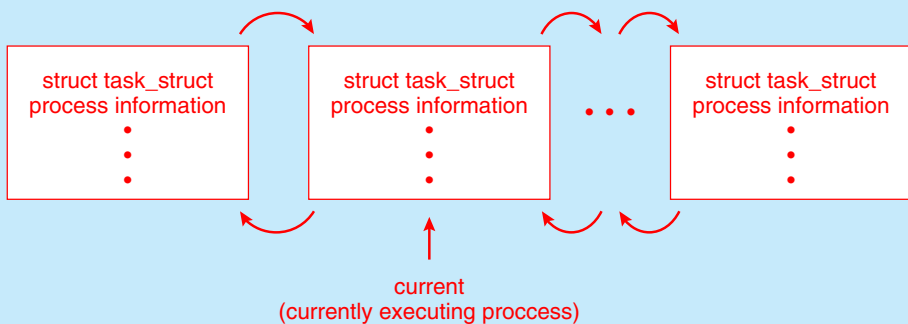 struct task_struct
process information
struct task_struct
process information
struct task_struct
process information
current
(currently executing proccess)